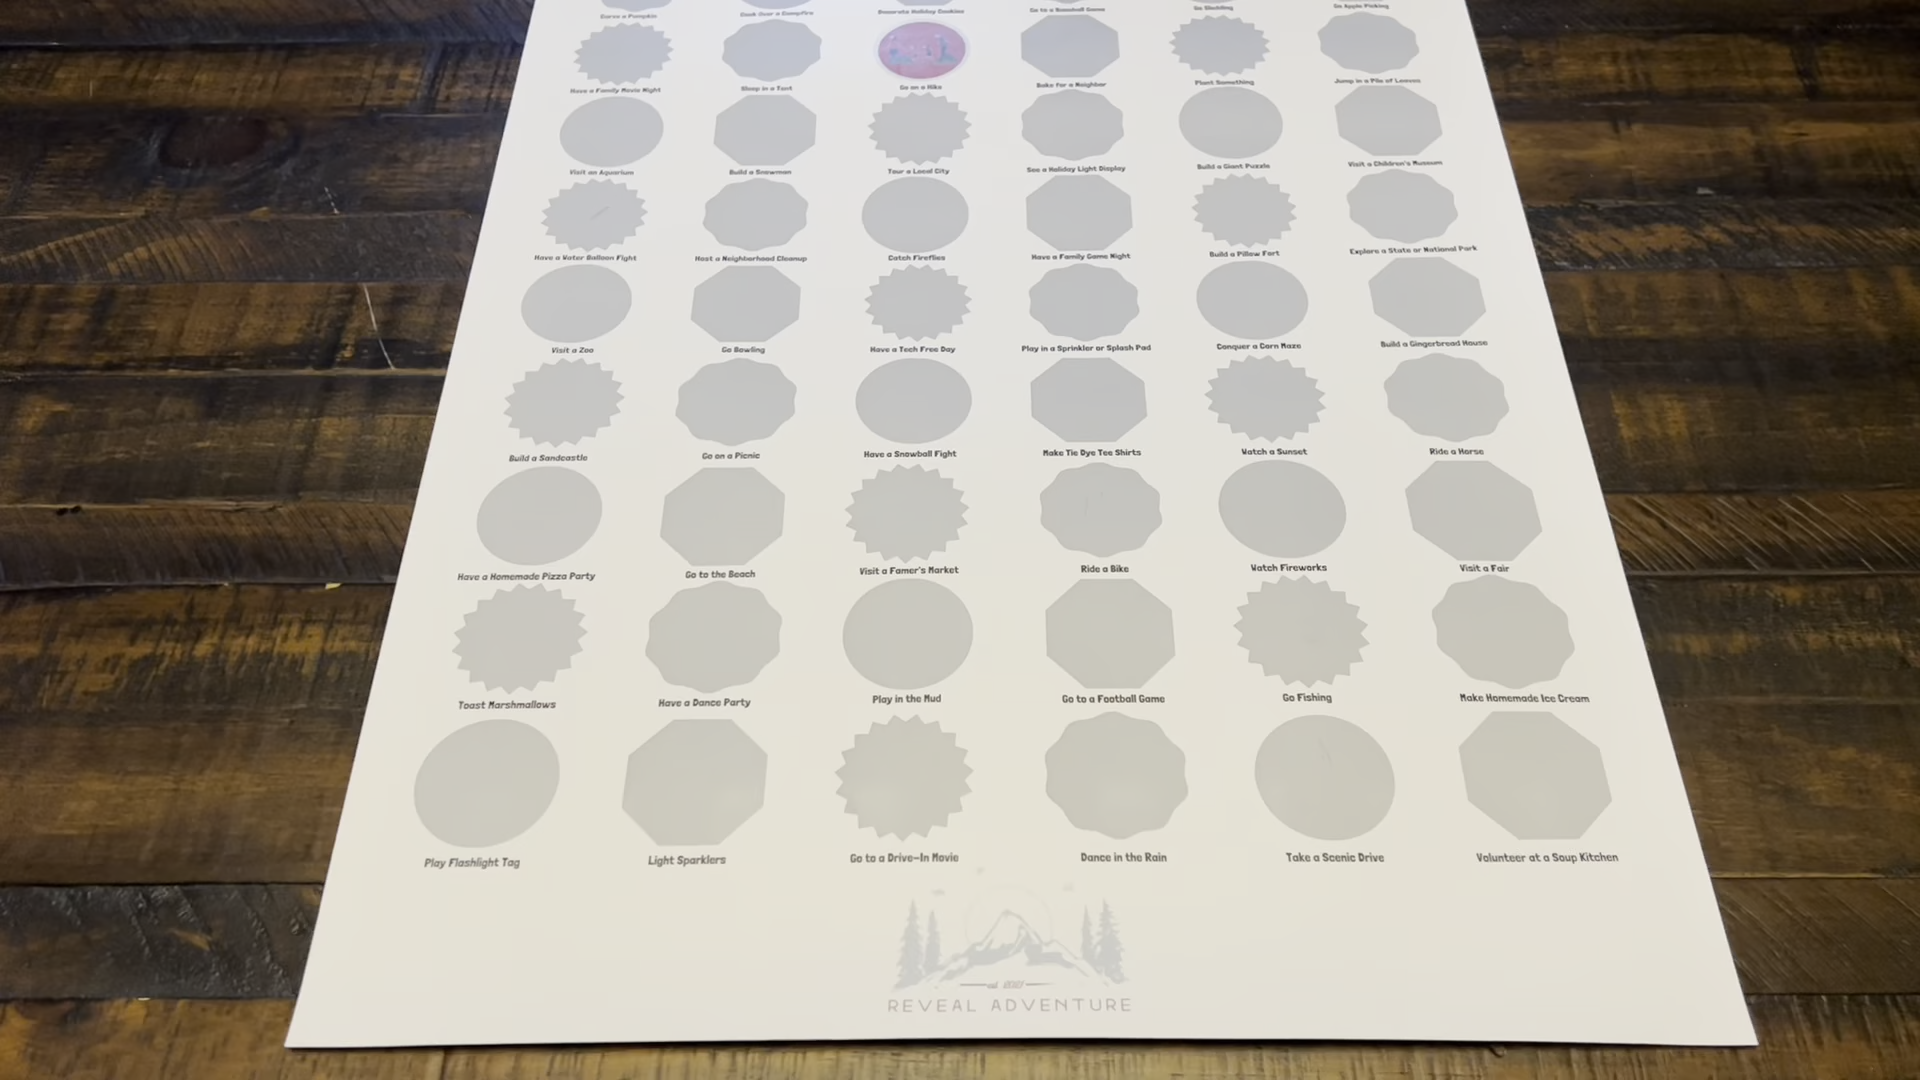 Carve a Pumpkin
Cook Over a Campfire
Decorate Holiday Cookies
Go to a Baseball Game
Go Sledding
Go Apple Picking
Have a Family Movie Night
Sleep in a Tent
Go on a Hike
Bake for a Neighbor
Plant Something
Jump in a Pile of Leaves
Visit an Aquarium
Build a Snowman
Tour a Local City
See a Holiday Light Display
Build a Giant Puzzle
Visit a Children's Museum
Have a Water Balloon Fight
Host a Neighborhood Cleanup
Catch Fireflies
Have a Family Game Night
Build a Pillow Fort
Explore a State or National Park
Visit a Zoo
Go Bowling
Have a Tech Free Day
Play in a Sprinkler or Splash Pad
Conquer a Corn Maze
Build a Gingerbread House
Build a Sandcastle
Go on a Picnic
Have a Snowball Fight
Make Tie Dye Tee Shirts
Watch a Sunset
Ride a Horse
Have a Homemade Pizza Party
Go to the Beach
Visit a Famer's Market
Ride a Bike
Watch Fireworks
Visit a Fair
Toast Marshmallows
Have a Dance Party
Play in the Mud
Go to a Football Game
Go Fishing
Make Homemade Ice Cream
Play Flashlight Tag
Light Sparklers
Go to a Drive-In Movie
Dance in the Rain
Take a Scenic Drive
Volunteer at a Soup Kitchen
REVEAL ADVENTURE